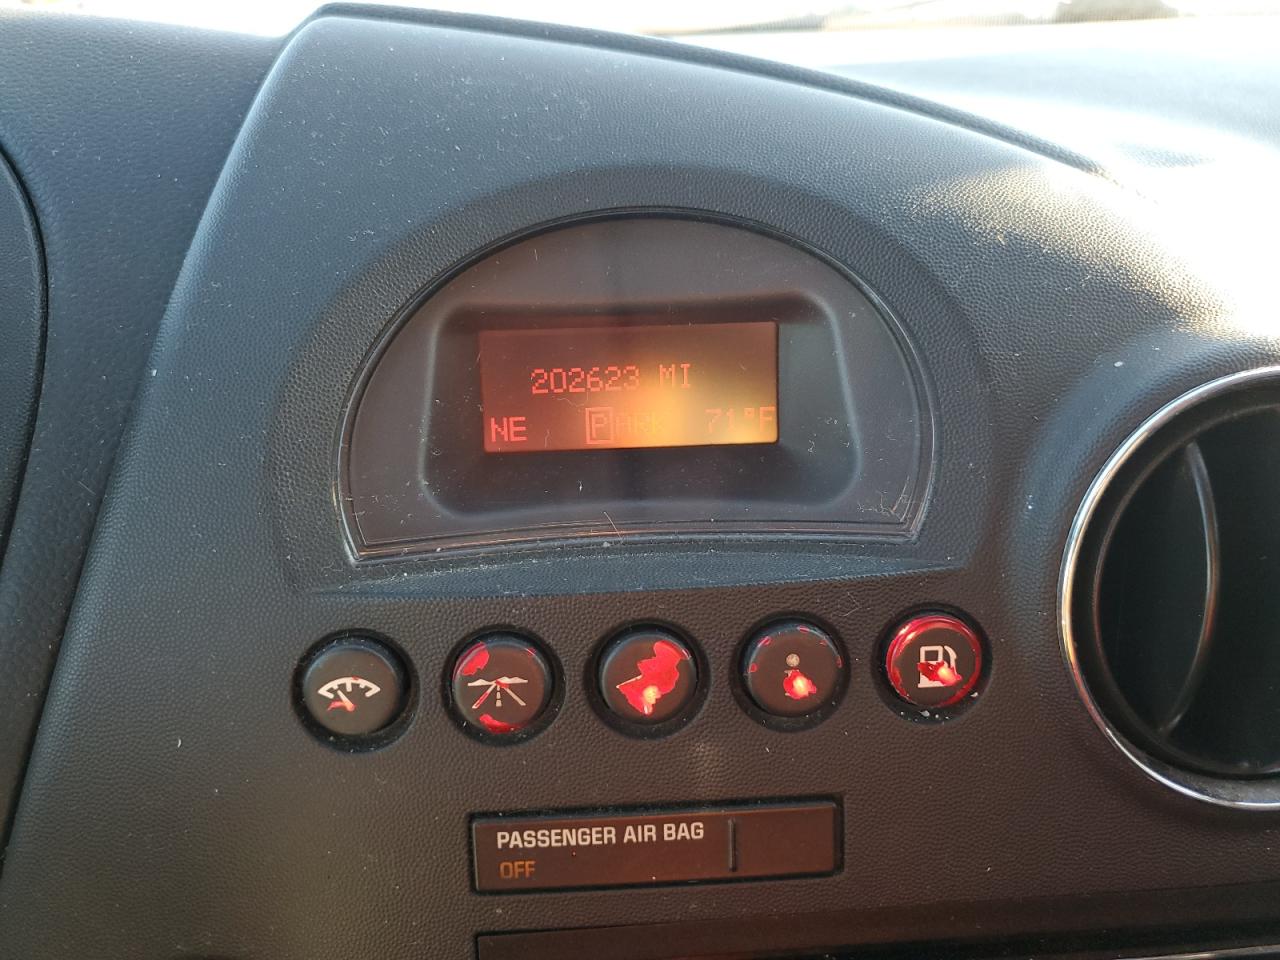 202623 MI
NE PARK 71°F
PASSENGER AIR BAG
OFF